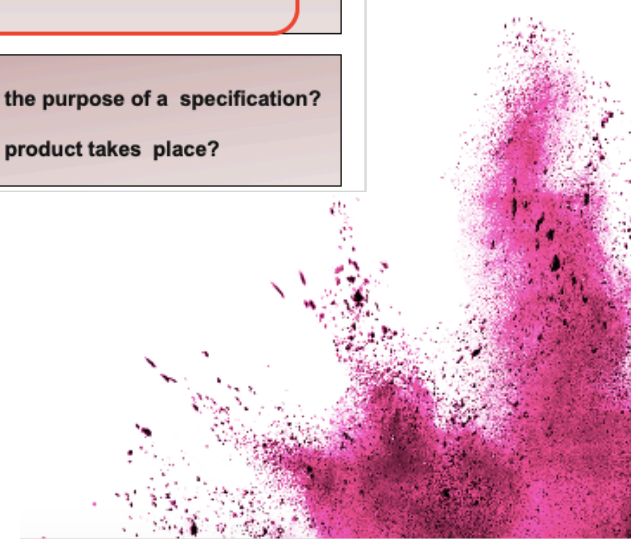 the purpose of a specification?
product takes place?